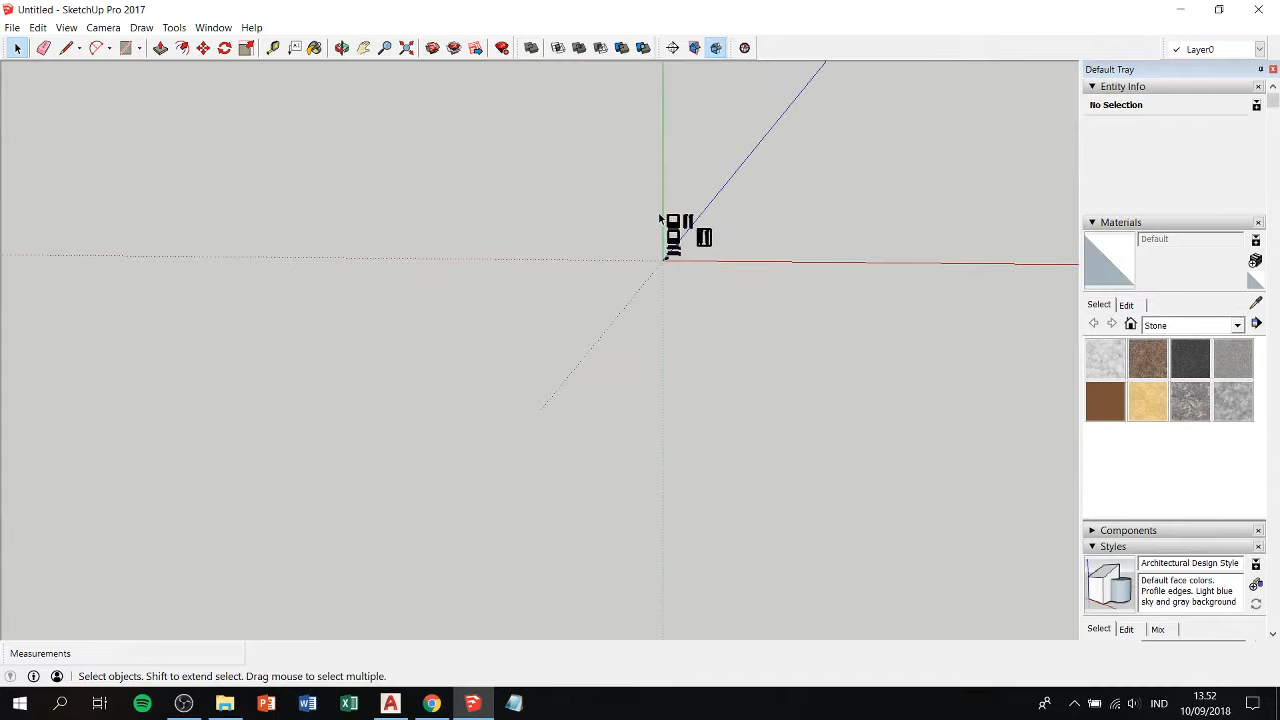 Untitled - SketchUp Pro 2017
File Edit View Camera Draw Tools Window Help
Layer0
Default Tray
Entity Info
No Selection
Materials
Default
Select Edit
Stone
Components
Styles
Architectural Design Style
Default face colors.
Profile edges. Light blue
sky and gray background
Select Edit Mix
Measurements
Select objects. Shift to extend select. Drag mouse to select multiple.
IND
13.52
10/09/2018